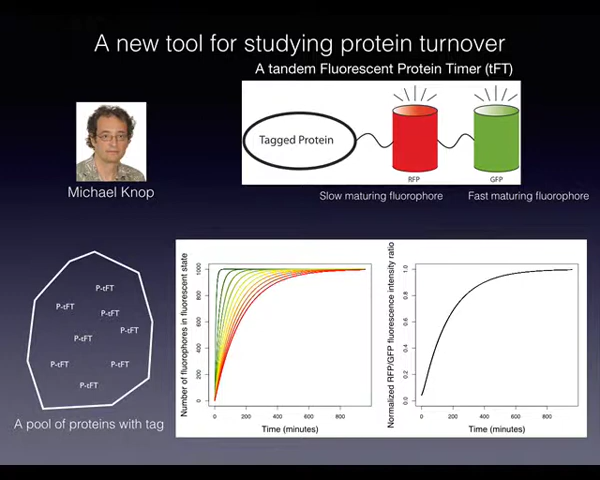 A new tool for studying protein turnover
A tandem Fluorescent Protein Timer (tFT)
Tagged Protein
RFP
GFP
Slow maturing fluorophore
Fast maturing fluorophore
Michael Knop
P-tFT
P-tFT
P-tFT
P-tFT
P-tFT
P-tFT
P-tFT
P-tFT
A pool of proteins with tag
Number of fluorophores in fluorescent state
1000
800
600
400
200
0
0 200 400 600 800
Time (minutes)
Normalized RFP/GFP fluorescence intensity ratio
1.0
0.8
0.6
0.4
0.2
0.0
0 200 400 600 800
Time (minutes)